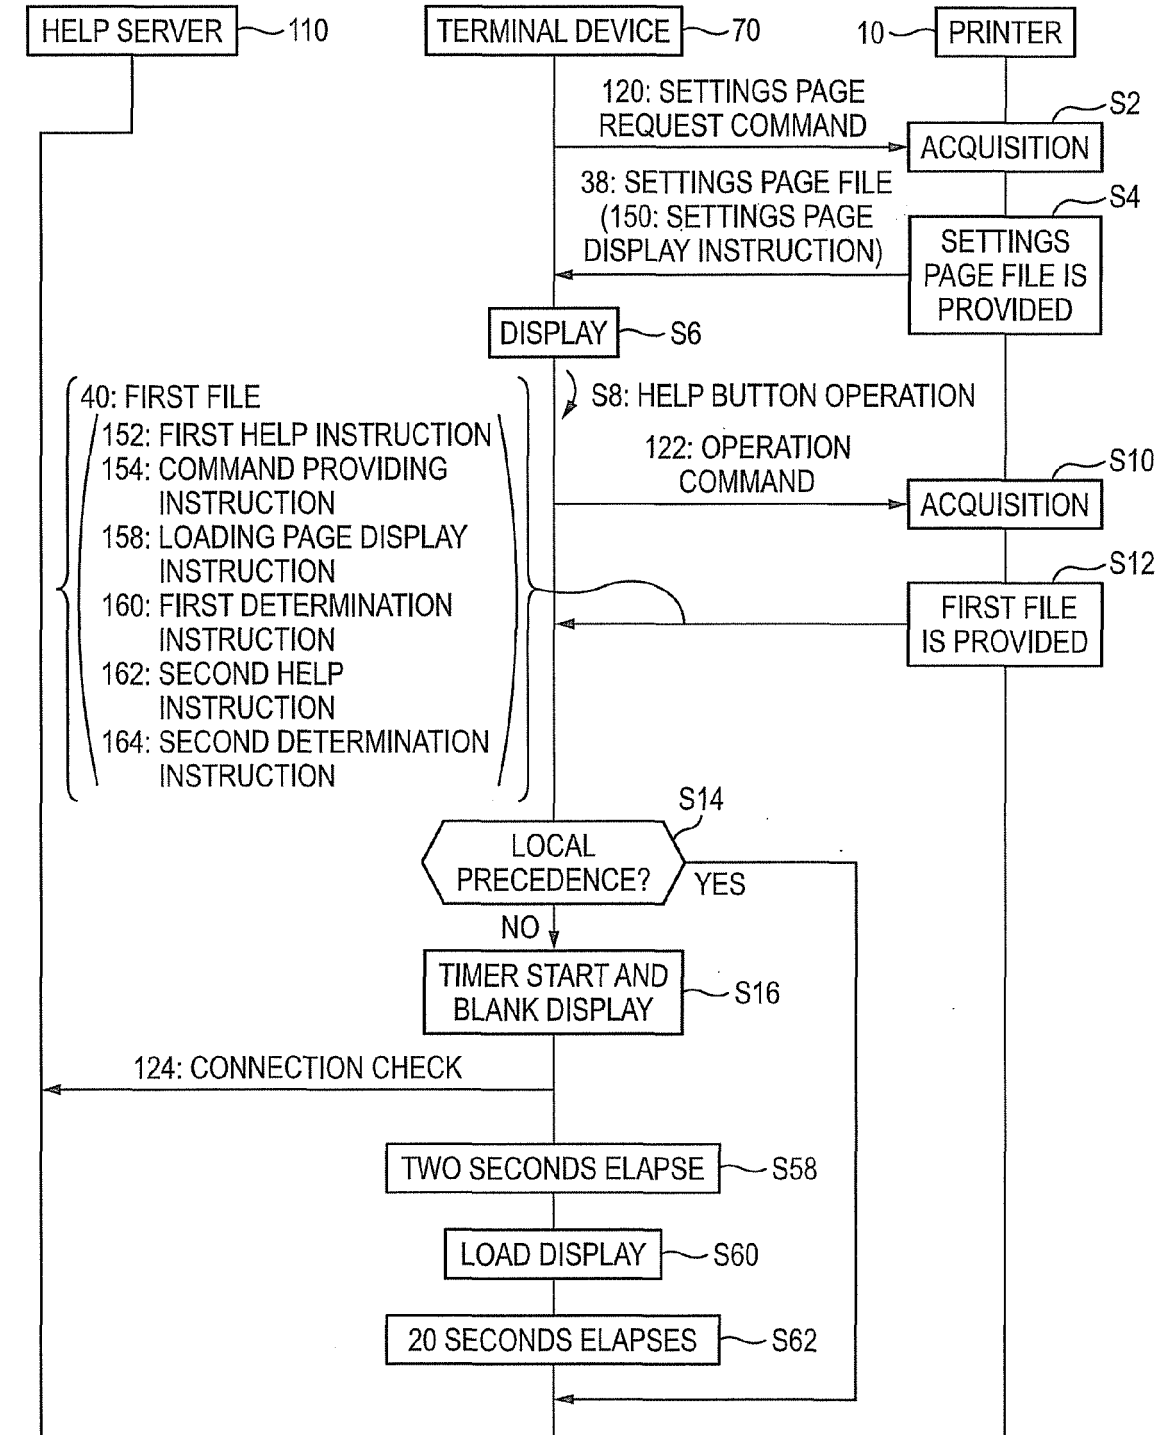 HELP SERVER
110
TERMINAL DEVICE
70
10
PRINTER
120: SETTINGS PAGE
REQUEST COMMAND
S2
ACQUISITION
38: SETTINGS PAGE FILE
(150: SETTINGS PAGE
DISPLAY INSTRUCTION)
S4
SETTINGS
PAGE FILE IS
PROVIDED
DISPLAY
S6
S8: HELP BUTTON OPERATION
40: FIRST FILE
152: FIRST HELP INSTRUCTION
154: COMMAND PROVIDING
INSTRUCTION
158: LOADING PAGE DISPLAY
INSTRUCTION
160: FIRST DETERMINATION
INSTRUCTION
162: SECOND HELP
INSTRUCTION
164: SECOND DETERMINATION
INSTRUCTION
122: OPERATION
COMMAND
S10
ACQUISITION
S12
FIRST FILE
IS PROVIDED
S14
LOCAL
PRECEDENCE?
YES
NO
TIMER START AND
BLANK DISPLAY
S16
124: CONNECTION CHECK
TWO SECONDS ELAPSE
S58
LOAD DISPLAY
S60
20 SECONDS ELAPSES
S62